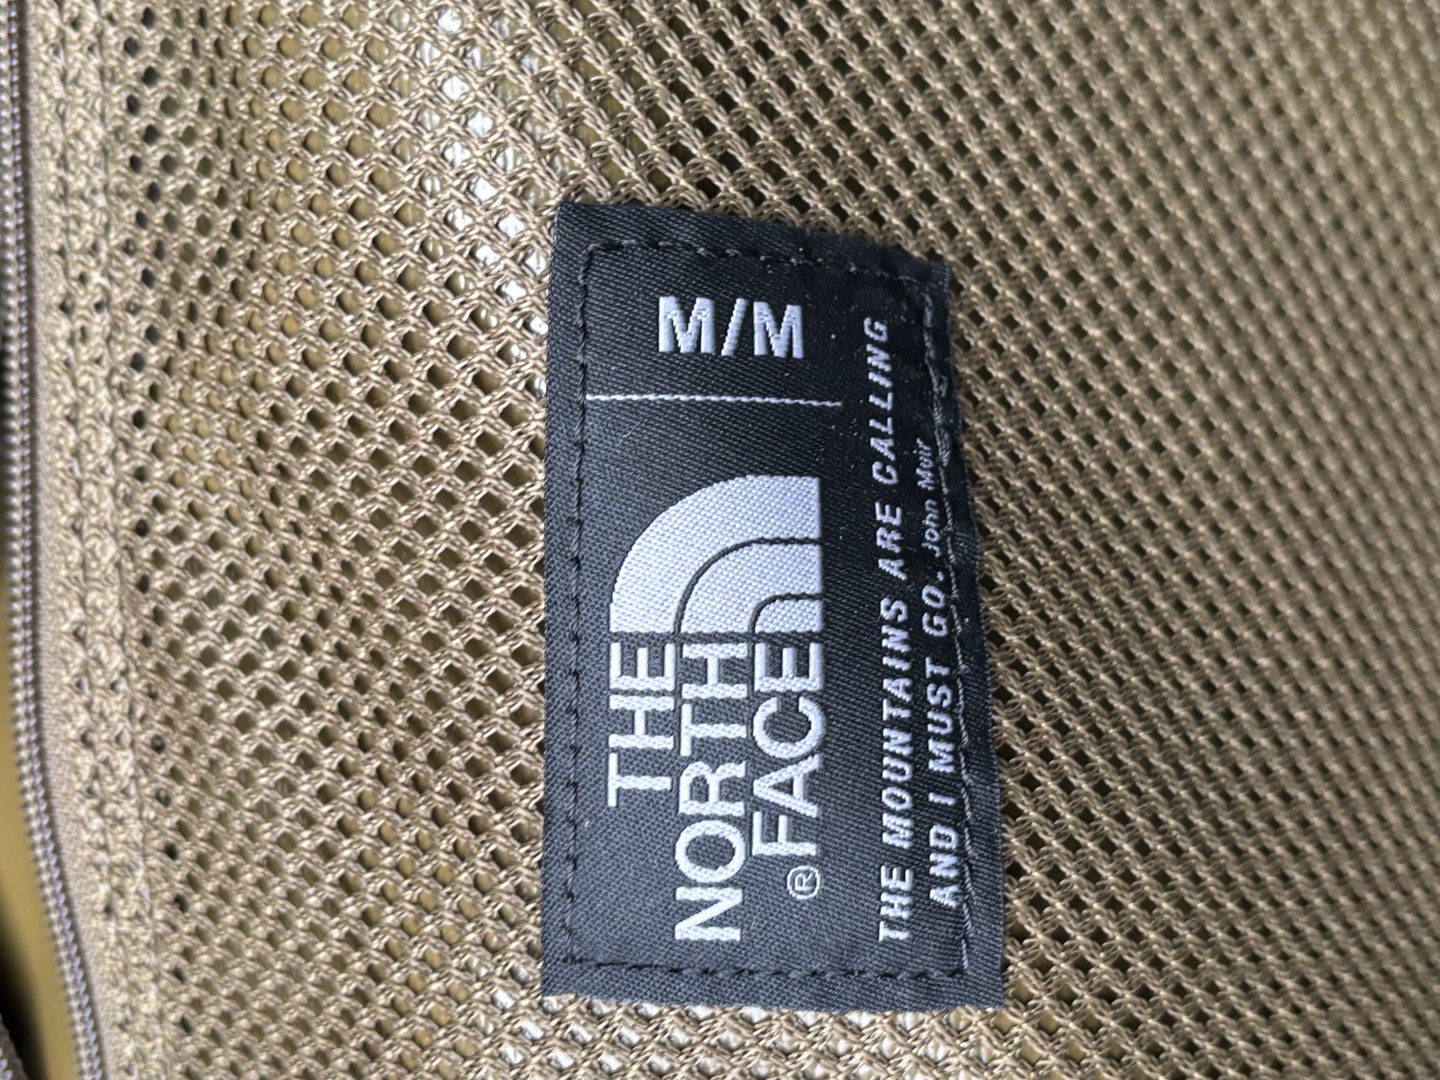 THE
NORTH
FACE®
M/M
THE MOUNTAINS ARE CALLING
AND I MUST GO. John Muir